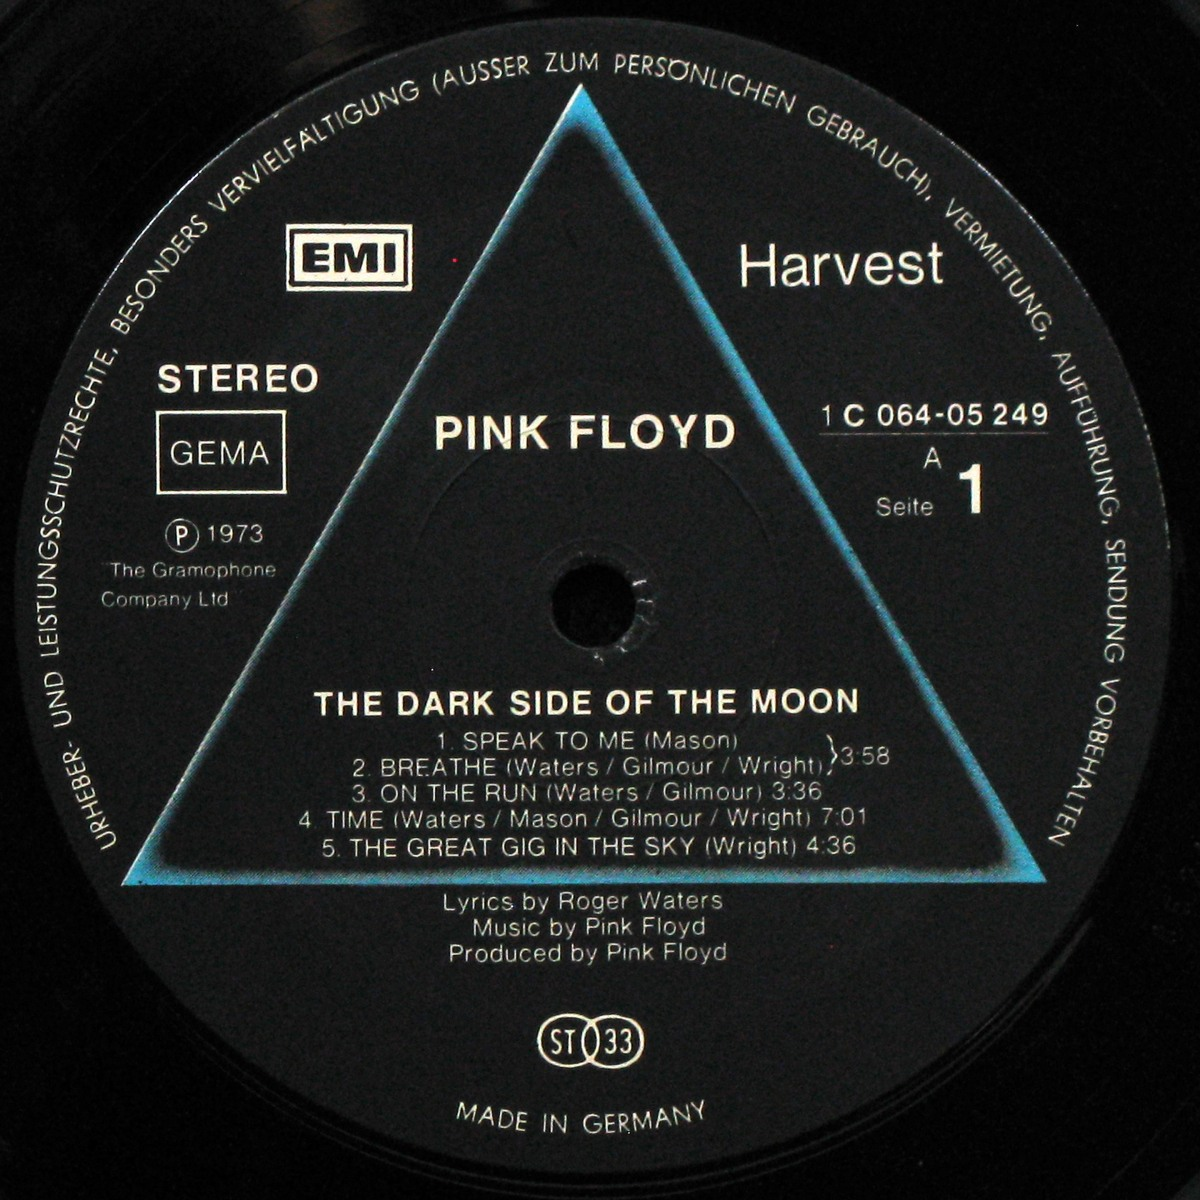 URHEBER- UND LEISTUNGSSCHUTZRECHTE, BESONDERS VERVIELFÄLTIGUNG (AUSSER ZUM PERSÖNLICHEN GEBRAUCH), VERMIETUNG, AUFFÜHRUNG, SENDUNG VORBEHALTEN
EMI
Harvest
STEREO
GEMA
Ⓟ 1973
The Gramophone
Company Ltd
PINK FLOYD
1 C 064-05 249
A
Seite 1
THE DARK SIDE OF THE MOON
1. SPEAK TO ME (Mason)
2. BREATHE (Waters / Gilmour / Wright) }3:58
3. ON THE RUN (Waters / Gilmour) 3:36
4 TIME (Waters / Mason / Gilmour / Wright) 7:01
5. THE GREAT GIG IN THE SKY (Wright) 4:36
Lyrics by Roger Waters
Music by Pink Floyd
Produced by Pink Floyd
ST 33
MADE IN GERMANY